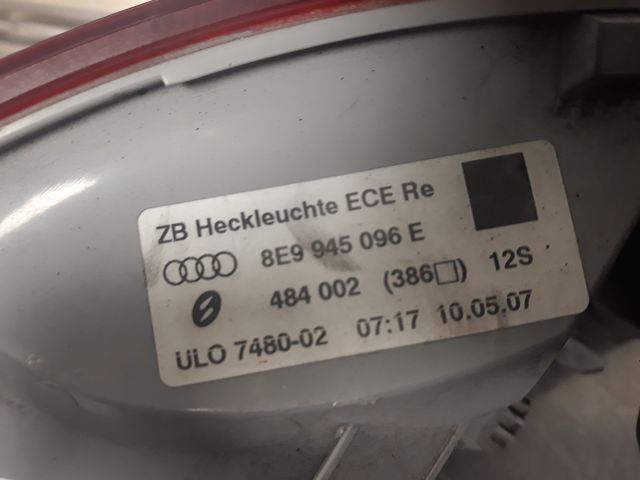 ZB Heckleuchte ECE Re
8E9 945 096 E
484 002 (386□) 12S
ULO 7480-02 07:17 10.05.07